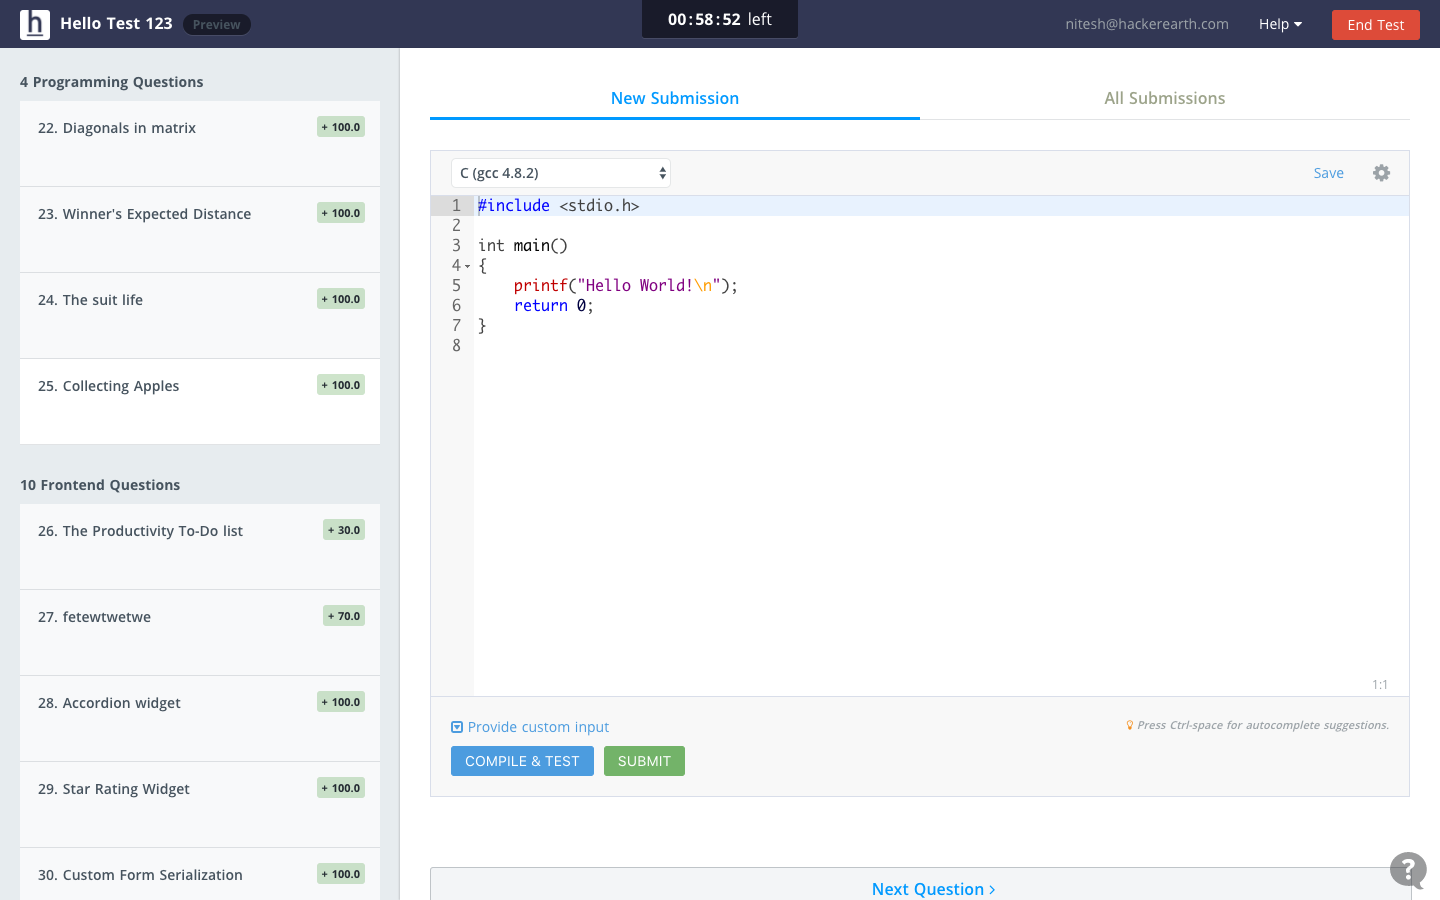 h Hello Test 123 Preview
00:58:52 left
nitesh@hackerearth.com Help End Test
4 Programming Questions
22. Diagonals in matrix + 100.0
23. Winner's Expected Distance + 100.0
24. The suit life + 100.0
25. Collecting Apples + 100.0
10 Frontend Questions
26. The Productivity To-Do list + 30.0
27. fetewtwetwe + 70.0
28. Accordion widget + 100.0
29. Star Rating Widget + 100.0
30. Custom Form Serialization + 100.0
New Submission All Submissions
C (gcc 4.8.2) Save
1 #include <stdio.h>
2
3 int main()
4 {
5     printf("Hello World!\n");
6     return 0;
7 }
8
1:1
Provide custom input
Press Ctrl-space for autocomplete suggestions.
COMPILE & TEST SUBMIT
Next Question >
?